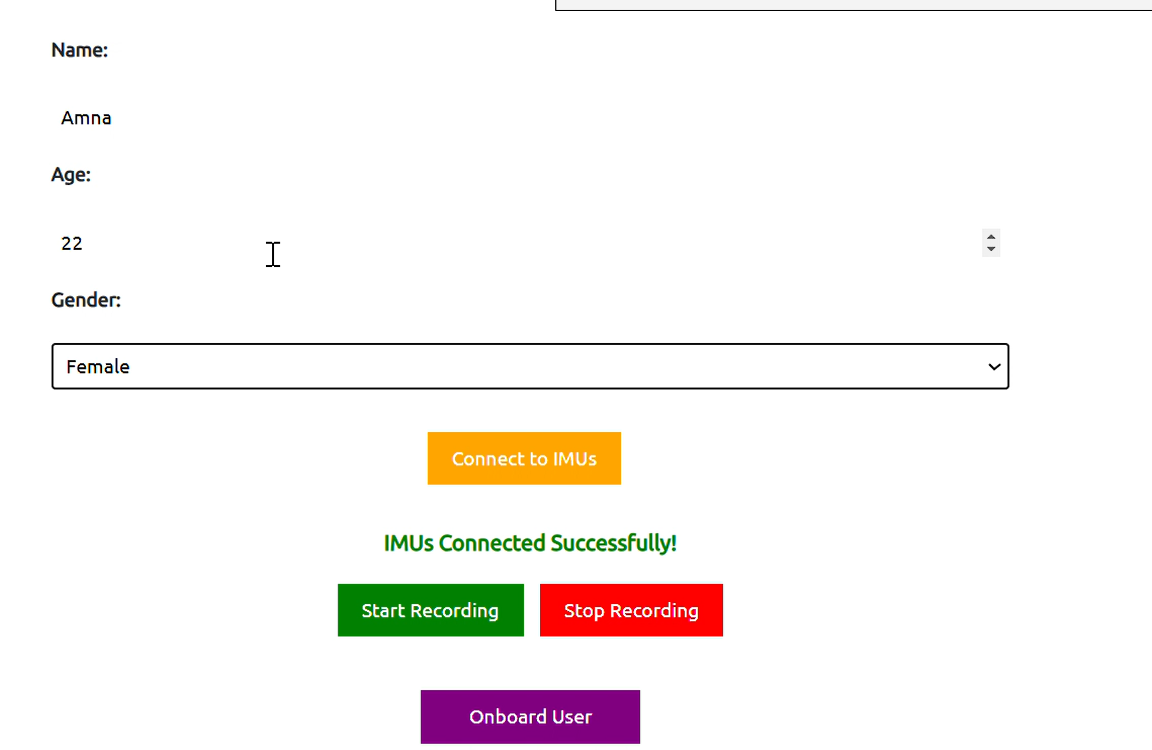 Name:
Amna
Age:
22
Gender:
Female
Connect to IMUs
IMUs Connected Successfully!
Start Recording Stop Recording
Onboard User